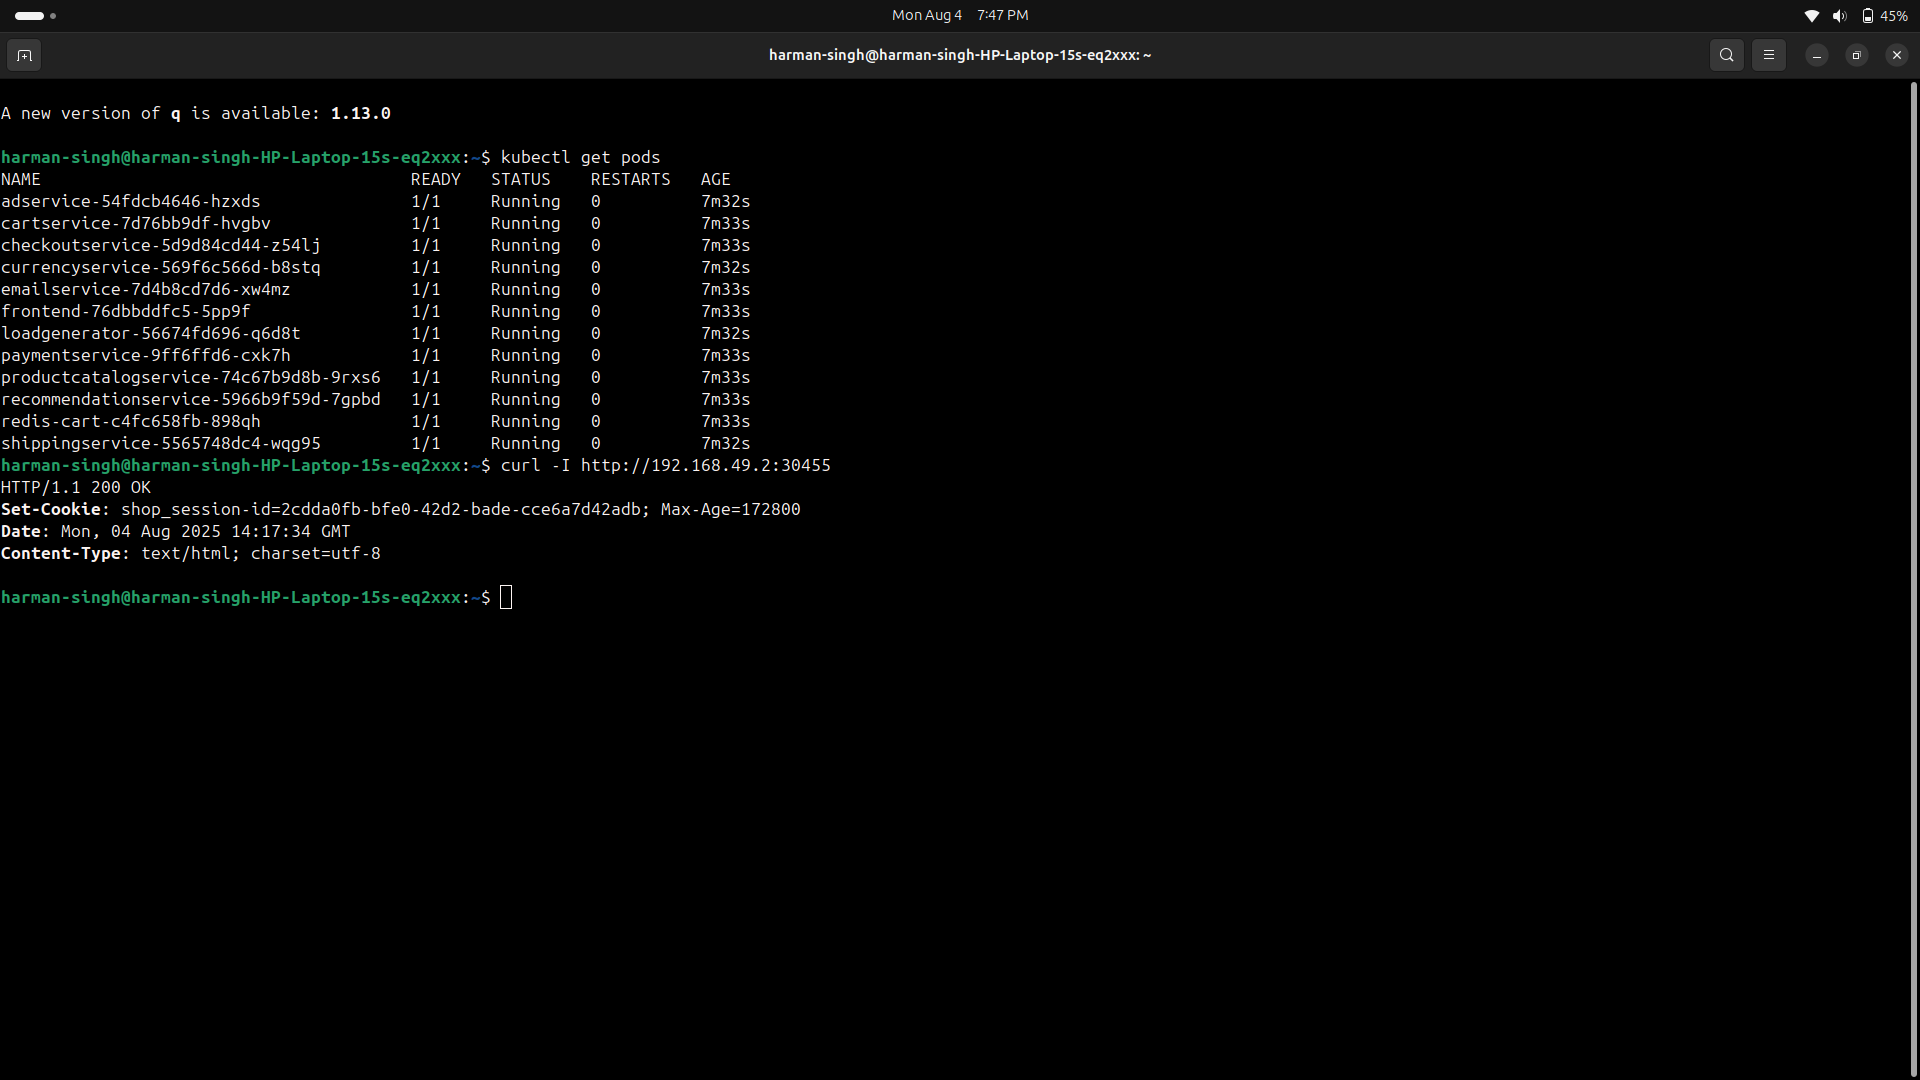 Mon Aug 4 7:47 PM
45%
harman-singh@harman-singh-HP-Laptop-15s-eq2xxx: ~
A new version of q is available: 1.13.0
harman-singh@harman-singh-HP-Laptop-15s-eq2xxx:~$ kubectl get pods
NAME READY STATUS RESTARTS AGE
adservice-54fdcb4646-hzxds 1/1 Running 0 7m32s
cartservice-7d76bb9df-hvgbv 1/1 Running 0 7m33s
checkoutservice-5d9d84cd44-z54lj 1/1 Running 0 7m33s
currencyservice-569f6c566d-b8stq 1/1 Running 0 7m32s
emailservice-7d4b8cd7d6-xw4mz 1/1 Running 0 7m33s
frontend-76dbbddfc5-5pp9f 1/1 Running 0 7m33s
loadgenerator-56674fd696-q6d8t 1/1 Running 0 7m32s
paymentservice-9ff6ffd6-cxk7h 1/1 Running 0 7m33s
productcatalogservice-74c67b9d8b-9rxs6 1/1 Running 0 7m33s
recommendationservice-5966b9f59d-7gpbd 1/1 Running 0 7m33s
redis-cart-c4fc658fb-898qh 1/1 Running 0 7m33s
shippingservice-5565748dc4-wqg95 1/1 Running 0 7m32s
harman-singh@harman-singh-HP-Laptop-15s-eq2xxx:~$ curl -I http://192.168.49.2:30455
HTTP/1.1 200 OK
Set-Cookie: shop_session-id=2cdda0fb-bfe0-42d2-bade-cce6a7d42adb; Max-Age=172800
Date: Mon, 04 Aug 2025 14:17:34 GMT
Content-Type: text/html; charset=utf-8
harman-singh@harman-singh-HP-Laptop-15s-eq2xxx:~$